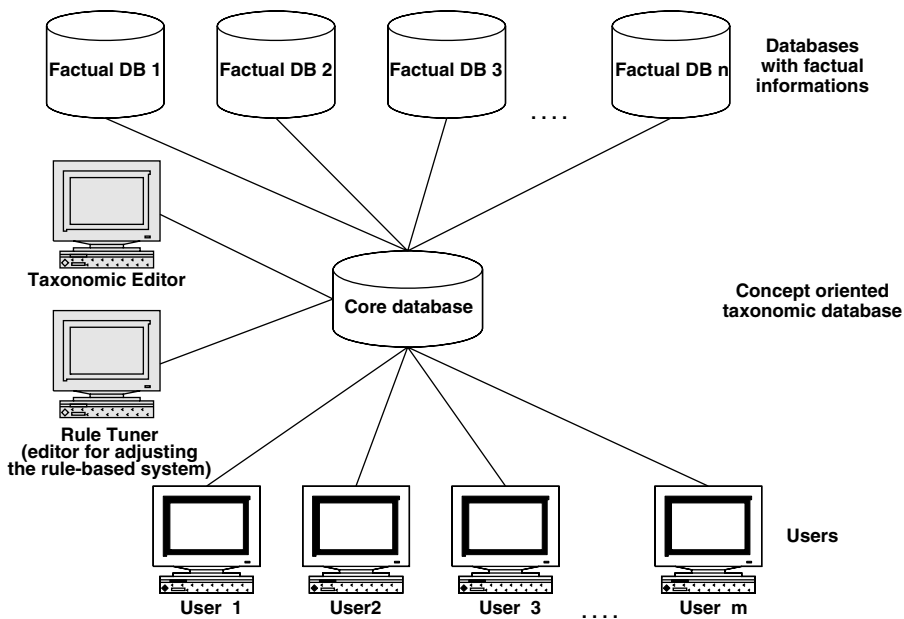 Factual DB 1
Factual DB 2
Factual DB 3
. . . .
Factual DB n
Databases
with factual
informations
Taxonomic Editor
Core database
Concept oriented
taxonomic database
Rule Tuner
(editor for adjusting
the rule-based system)
Users
User 1
User2
User 3
. . . .
User m